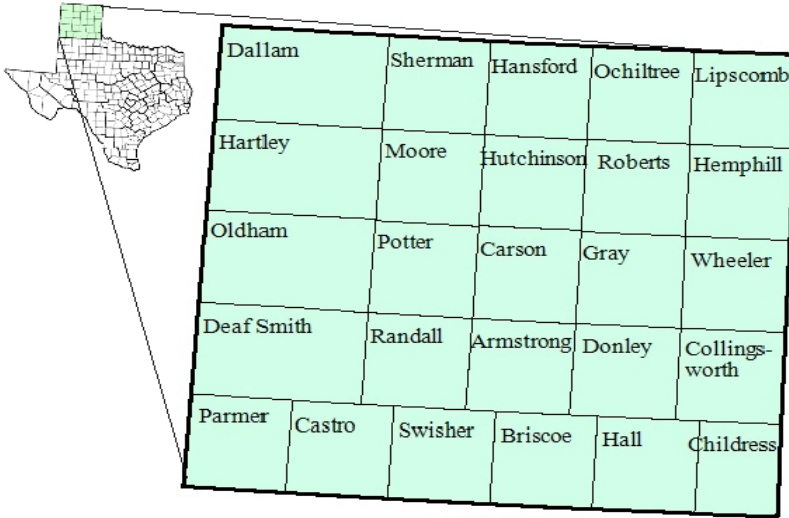 Dallam
Sherman
Hansford
Ochiltree
Lipscomb
Hartley
Moore
Hutchinson
Roberts
Hemphill
Oldham
Potter
Carson
Gray
Wheeler
Deaf Smith
Randall
Armstrong
Donley
Collings-
worth
Parmer
Castro
Swisher
Briscoe
Hall
Childress